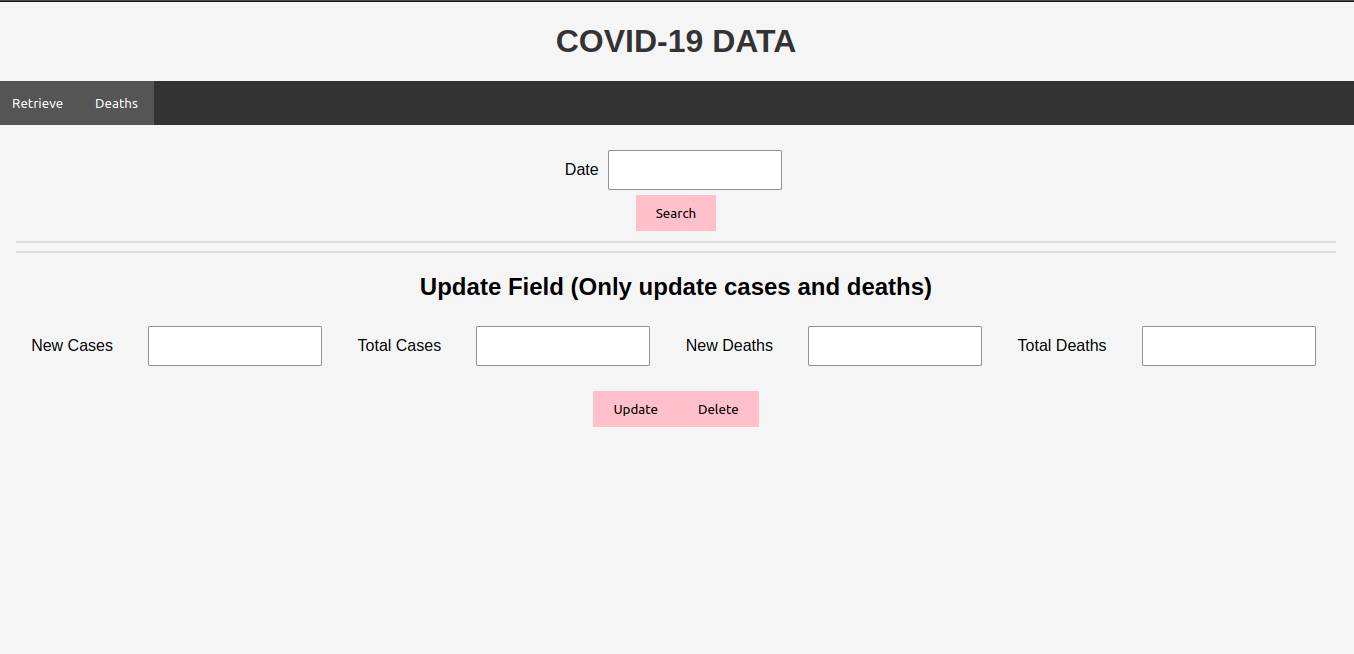 COVID-19 DATA
Retrieve Deaths
Date
Search
Update Field (Only update cases and deaths)
New Cases Total Cases New Deaths Total Deaths
Update Delete